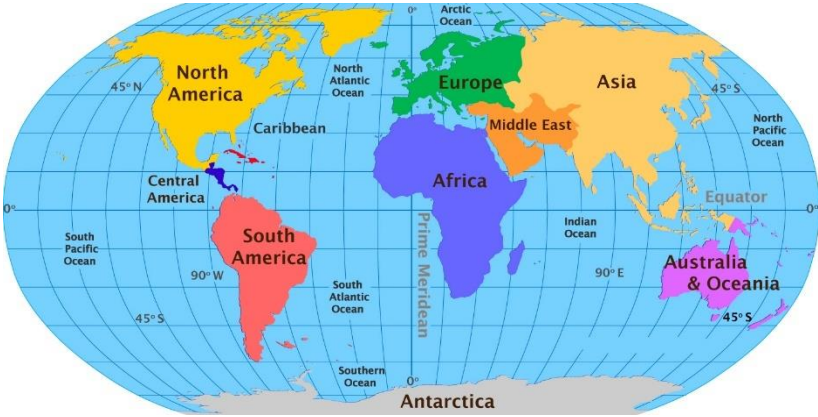 Arctic
Ocean
0°
North
America
45° N
North
Atlantic
Ocean
Europe
Asia
45° S
Middle East
North
Pacific
Ocean
Caribbean
Central
America
Africa
Equator
0°
0°
South
Pacific
Ocean
South
America
Prime Meridean
Indian
Ocean
90° W
90° E
Australia
& Oceania
South
Atlantic
Ocean
45° S
45° S
Southern
Ocean
0°
Antarctica